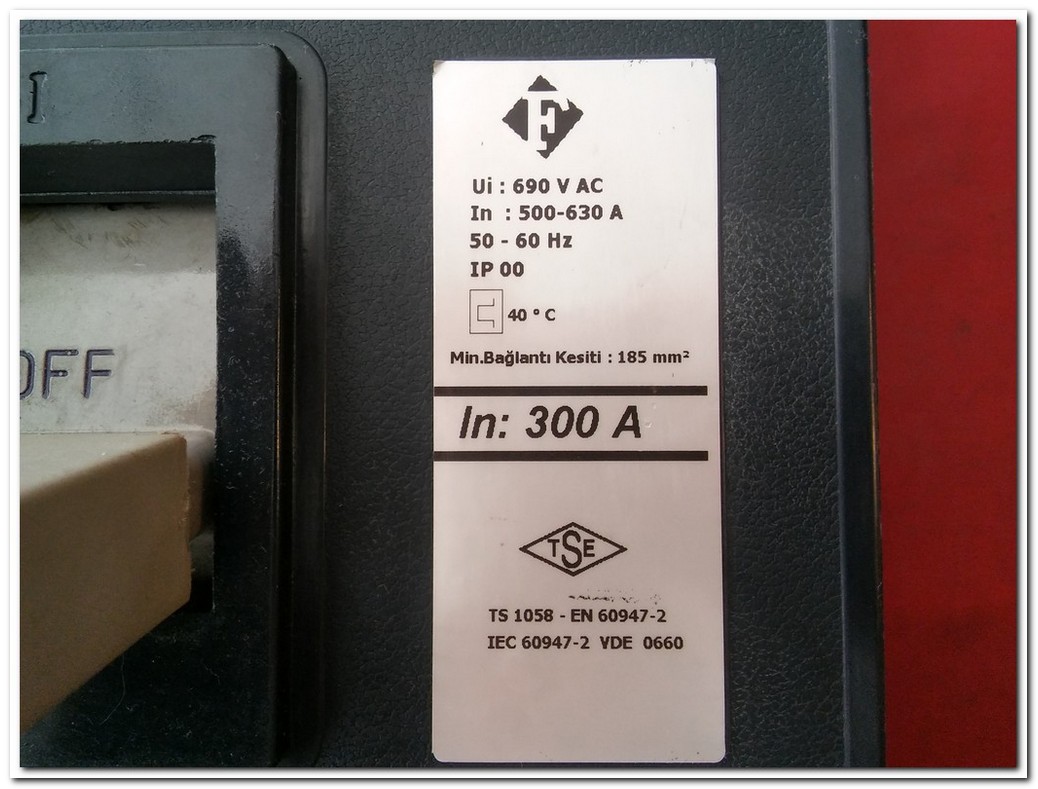 I
OFF
F
Ui : 690 V AC
In : 500-630 A
50 - 60 Hz
IP 00
40 ° C
Min.Bağlantı Kesiti : 185 mm²
In: 300 A
TSE
TS 1058 - EN 60947-2
IEC 60947-2 VDE 0660